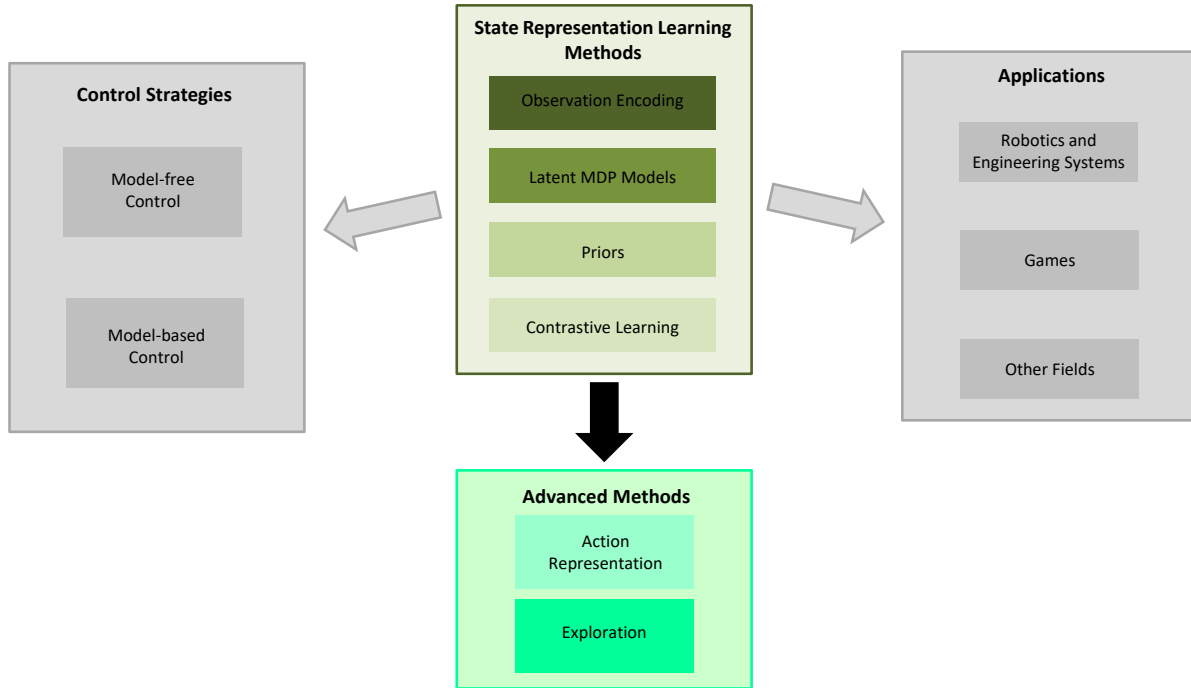 State Representation Learning
Methods
Observation Encoding
Latent MDP Models
Priors
Contrastive Learning
Control Strategies
Model-free
Control
Model-based
Control
Applications
Robotics and
Engineering Systems
Games
Other Fields
Advanced Methods
Action
Representation
Exploration